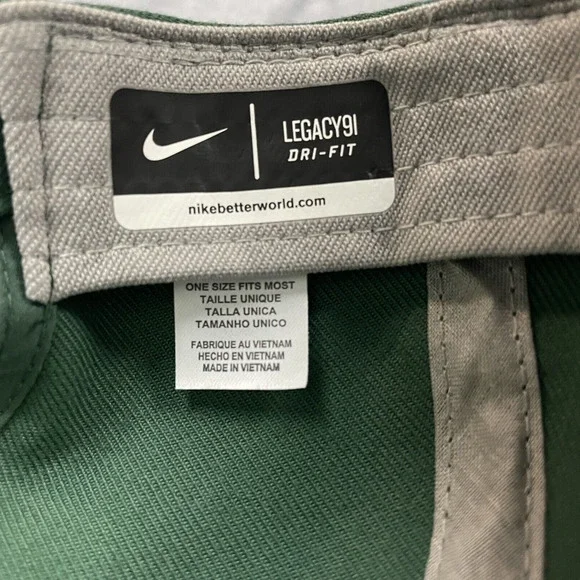 LEGACY91
DRI-FIT
nikebetterworld.com
ONE SIZE FITS MOST
TAILLE UNIQUE
TALLA UNICA
TAMANHO UNICO
FABRIQUE AU VIETNAM
HECHO EN VIETNAM
MADE IN VIETNAM